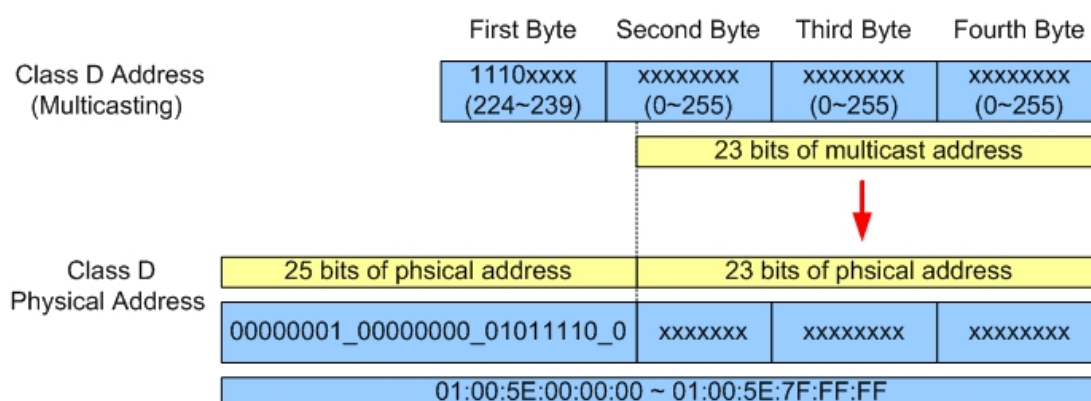 First Byte Second Byte Third Byte Fourth Byte
Class D Address
(Multicasting)
1110xxxx xxxxxxxx xxxxxxxx xxxxxxxx
(224~239) (0~255) (0~255) (0~255)
23 bits of multicast address
Class D
Physical Address
25 bits of phsical address 23 bits of phsical address
00000001_00000000_01011110_0 xxxxxxx xxxxxxxx xxxxxxxx
01:00:5E:00:00:00 ~ 01:00:5E:7F:FF:FF